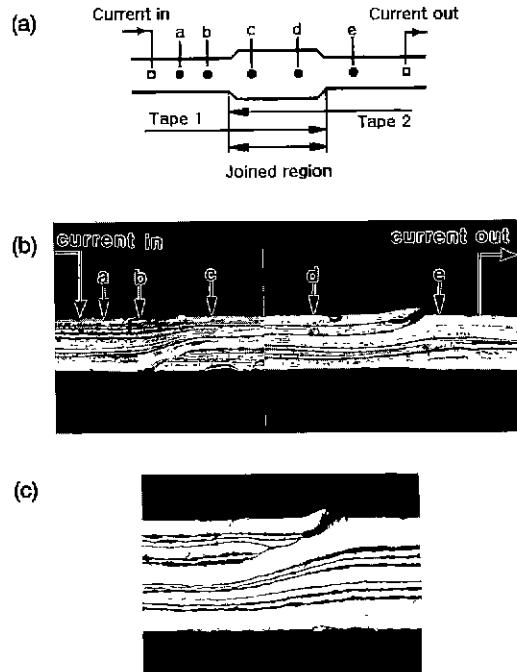 (a)
Current in
Current out
a b c d e
Tape 1
Tape 2
Joined region
(b)
current in
current out
a b c d e
(c)